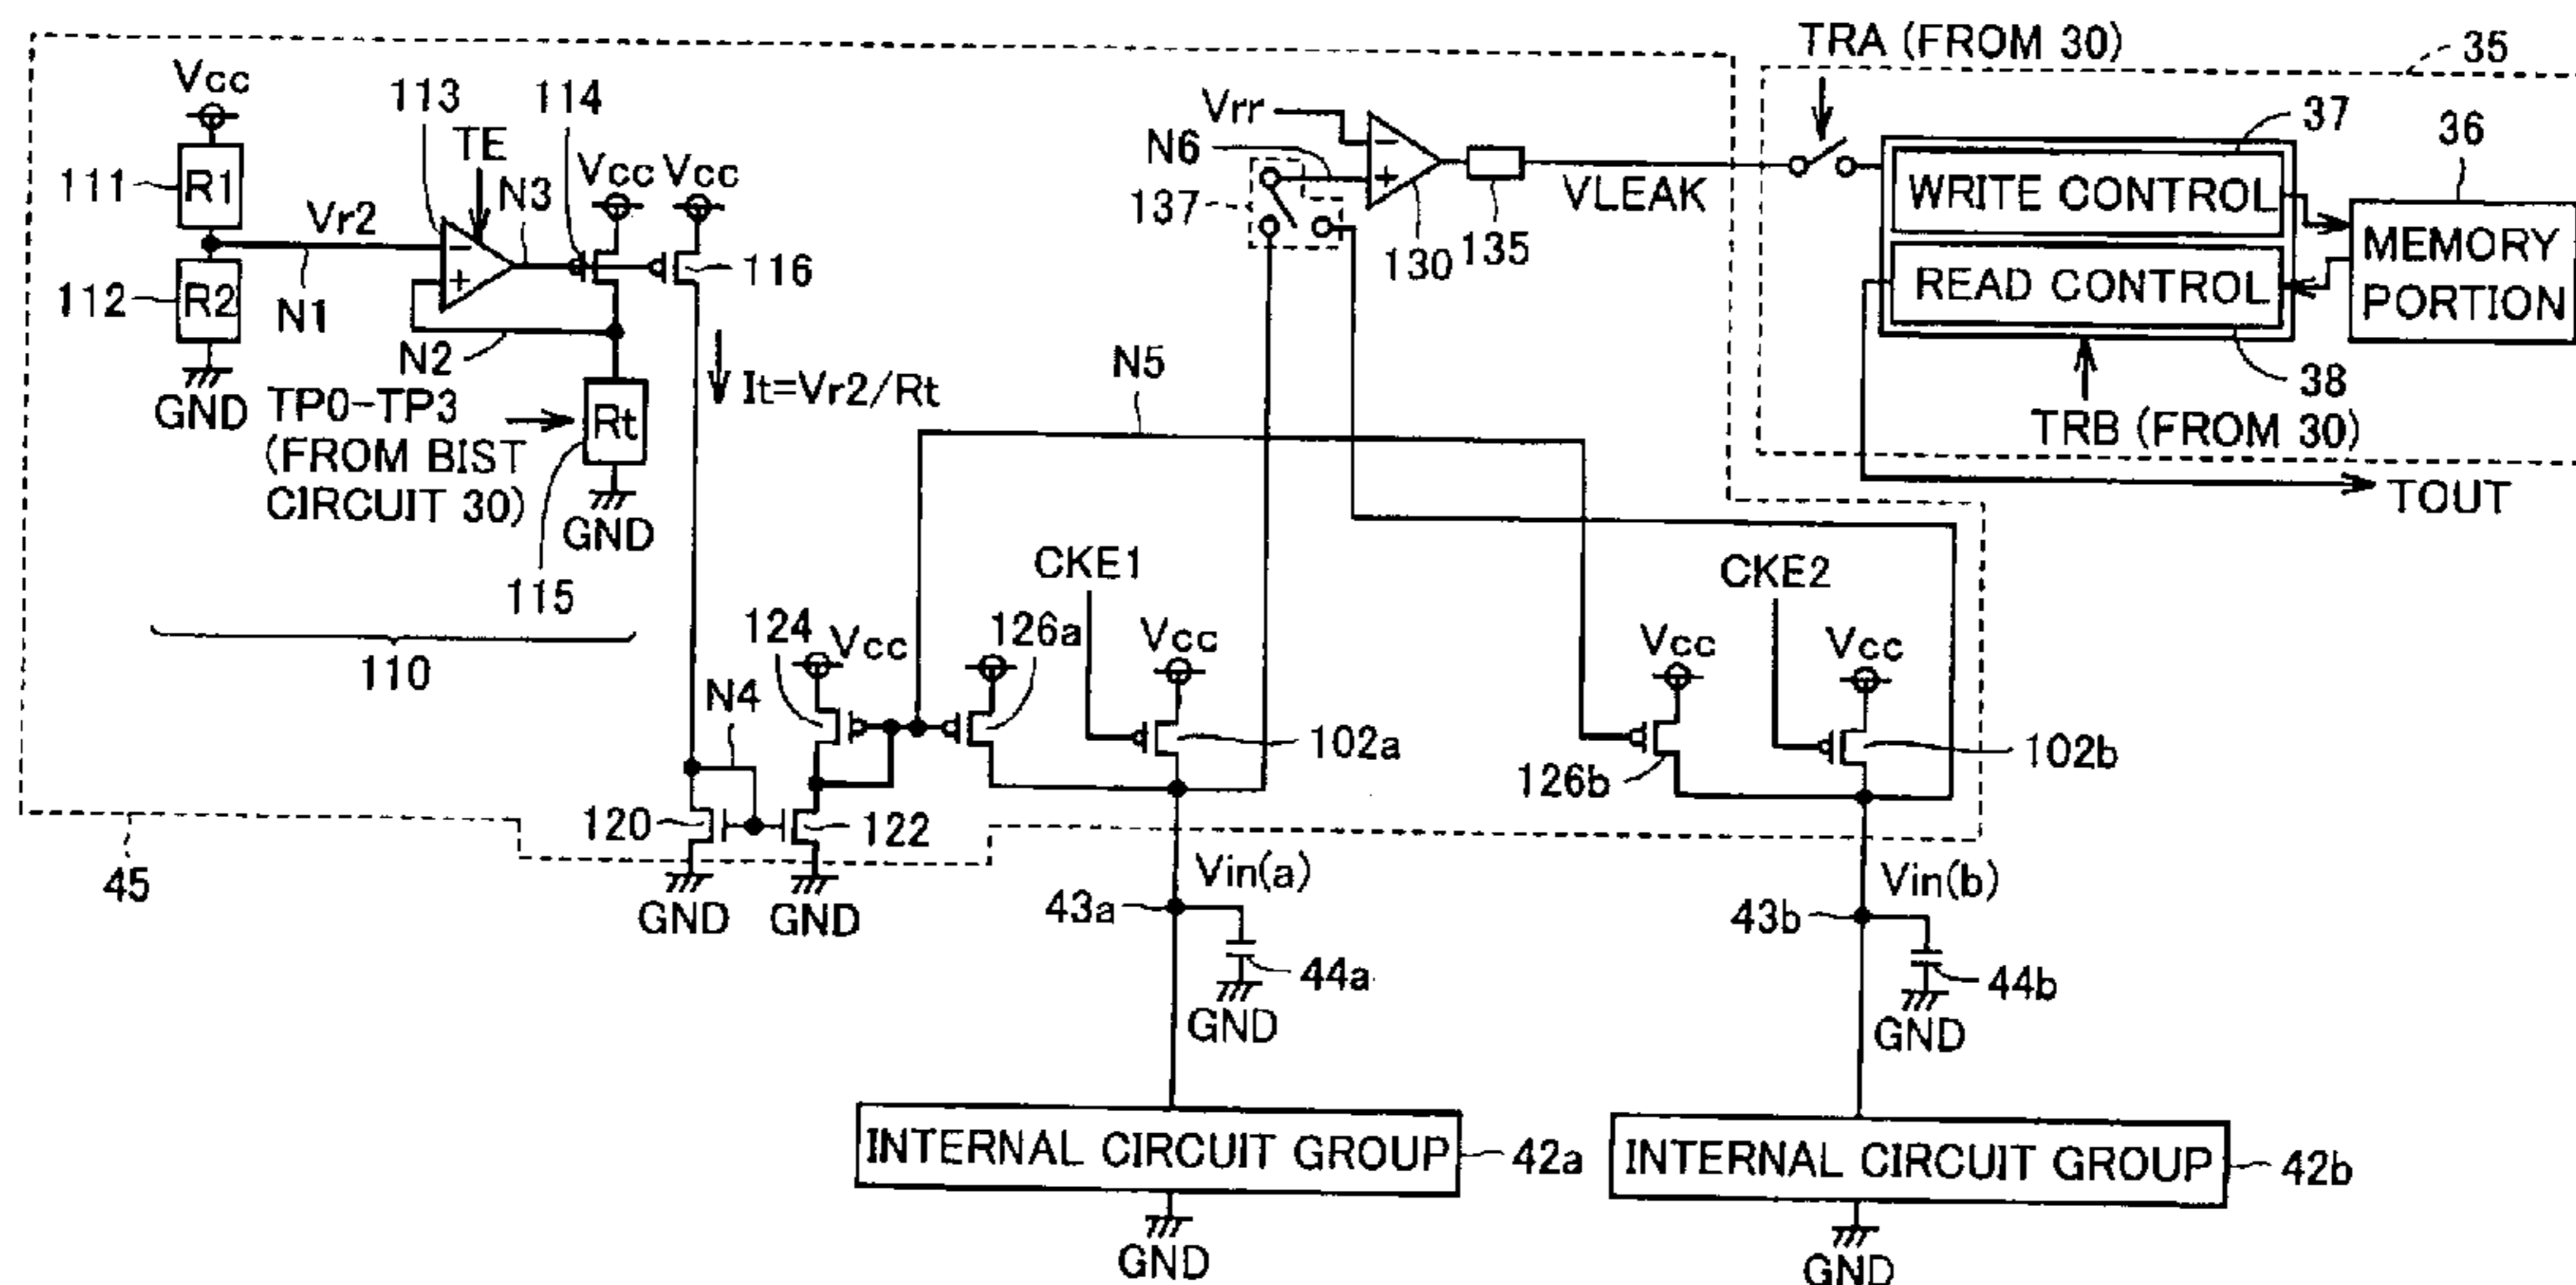 TRA (FROM 30)
35
Vcc
113
114
TE
Vcc
Vcc
N3
111
R1
Vr2
112
R2
N1
GND
N2
116
It=Vr2/Rt
TP0-TP3
(FROM BIST
CIRCUIT 30)
Rt
GND
115
110
Vrr
N6
137
130
135
VLEAK
37
36
WRITE CONTROL
READ CONTROL
MEMORY
PORTION
38
TRB (FROM 30)
TOUT
N5
CKE1
CKE2
124
Vcc
126a
Vcc
102a
Vcc
Vcc
126b
102b
N4
120
122
45
GND
GND
Vin(a)
43a
44a
GND
Vin(b)
43b
44b
GND
INTERNAL CIRCUIT GROUP
42a
GND
INTERNAL CIRCUIT GROUP
42b
GND